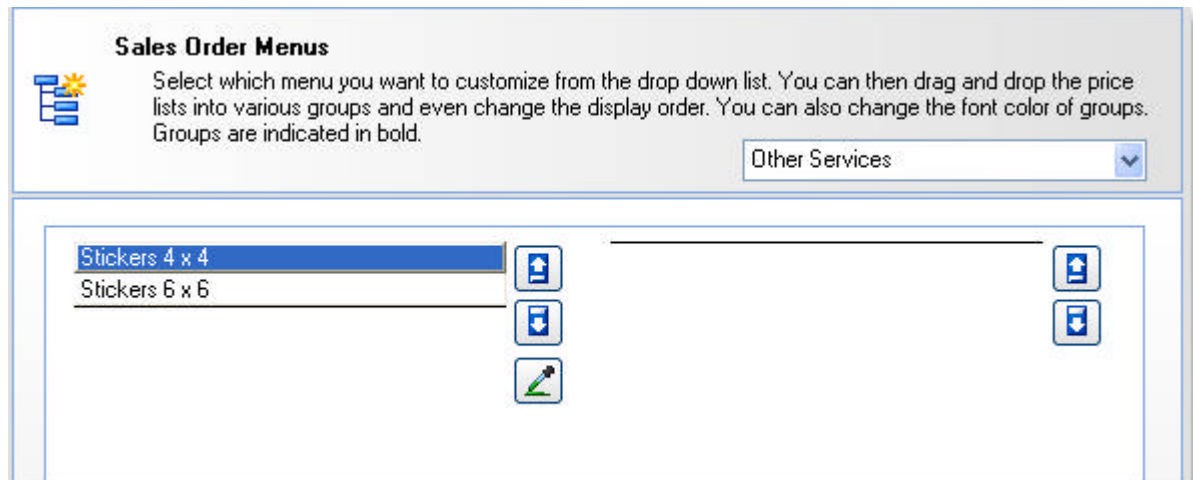 Sales Order Menus
Select which menu you want to customize from the drop down list. You can then drag and drop the price
lists into various groups and even change the display order. You can also change the font color of groups.
Groups are indicated in bold.
Other Services
Stickers 4 x 4
Stickers 6 x 6